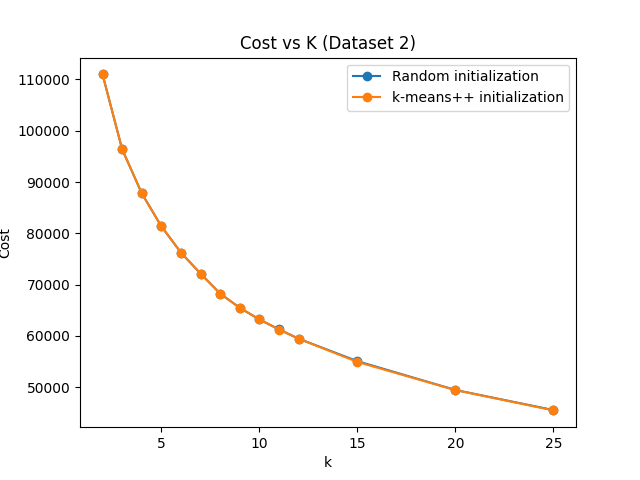 Cost vs K (Dataset 2)
Random initialization
k-means++ initialization
110000
100000
90000
80000
70000
60000
50000
Cost
5
10
15
20
25
k